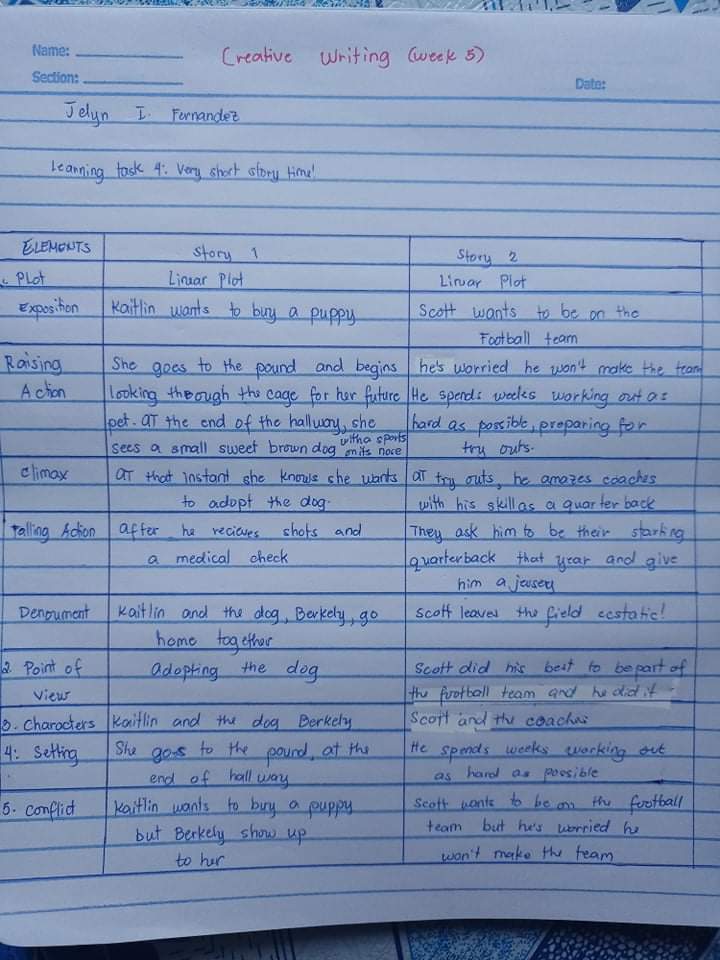 Name:
Creative Writing (week 5)
Section:
Date:
Jelyn I. Fernandez
Learning task 4: Very short story time!
ELEMENTS Story 1 Story 2
. PLot Linear Plot Linear Plot
Exposition Kaitlin wants to buy a puppy Scott wants to be on the
Football team
Raising She goes to the pound and begins he's worried he won't make the team
Action looking through the cage for her future He spends weeks working out as
pet. AT the end of the hallway, she hard as possible, preparing for
sees a small sweet brown dog with a spots on its nose try outs.
Climax AT that instant she knows she wants AT try outs, he amazes coaches
to adopt the dog. with his skill as a quarter back
Falling Action after he recieves shots and They ask him to be their starting
a medical check quarterback that year and give
him a jersey
Denoument Kaitlin and the dog, Berkely, go Scott leaves the field ecstatic!
home together
2. Point of adopting the dog Scott did his best to be part of
View the football team and he did it
3. Characters Kaitlin and the dog Berkely Scott and the coaches
4: Setting She goes to the pound, at the He spends weeks working out
end of hall way as hard as possible
5. Conflict Kaitlin wants to buy a puppy Scott wants to be on the football
but Berkely show up team but he's worried he
to her won't make the team